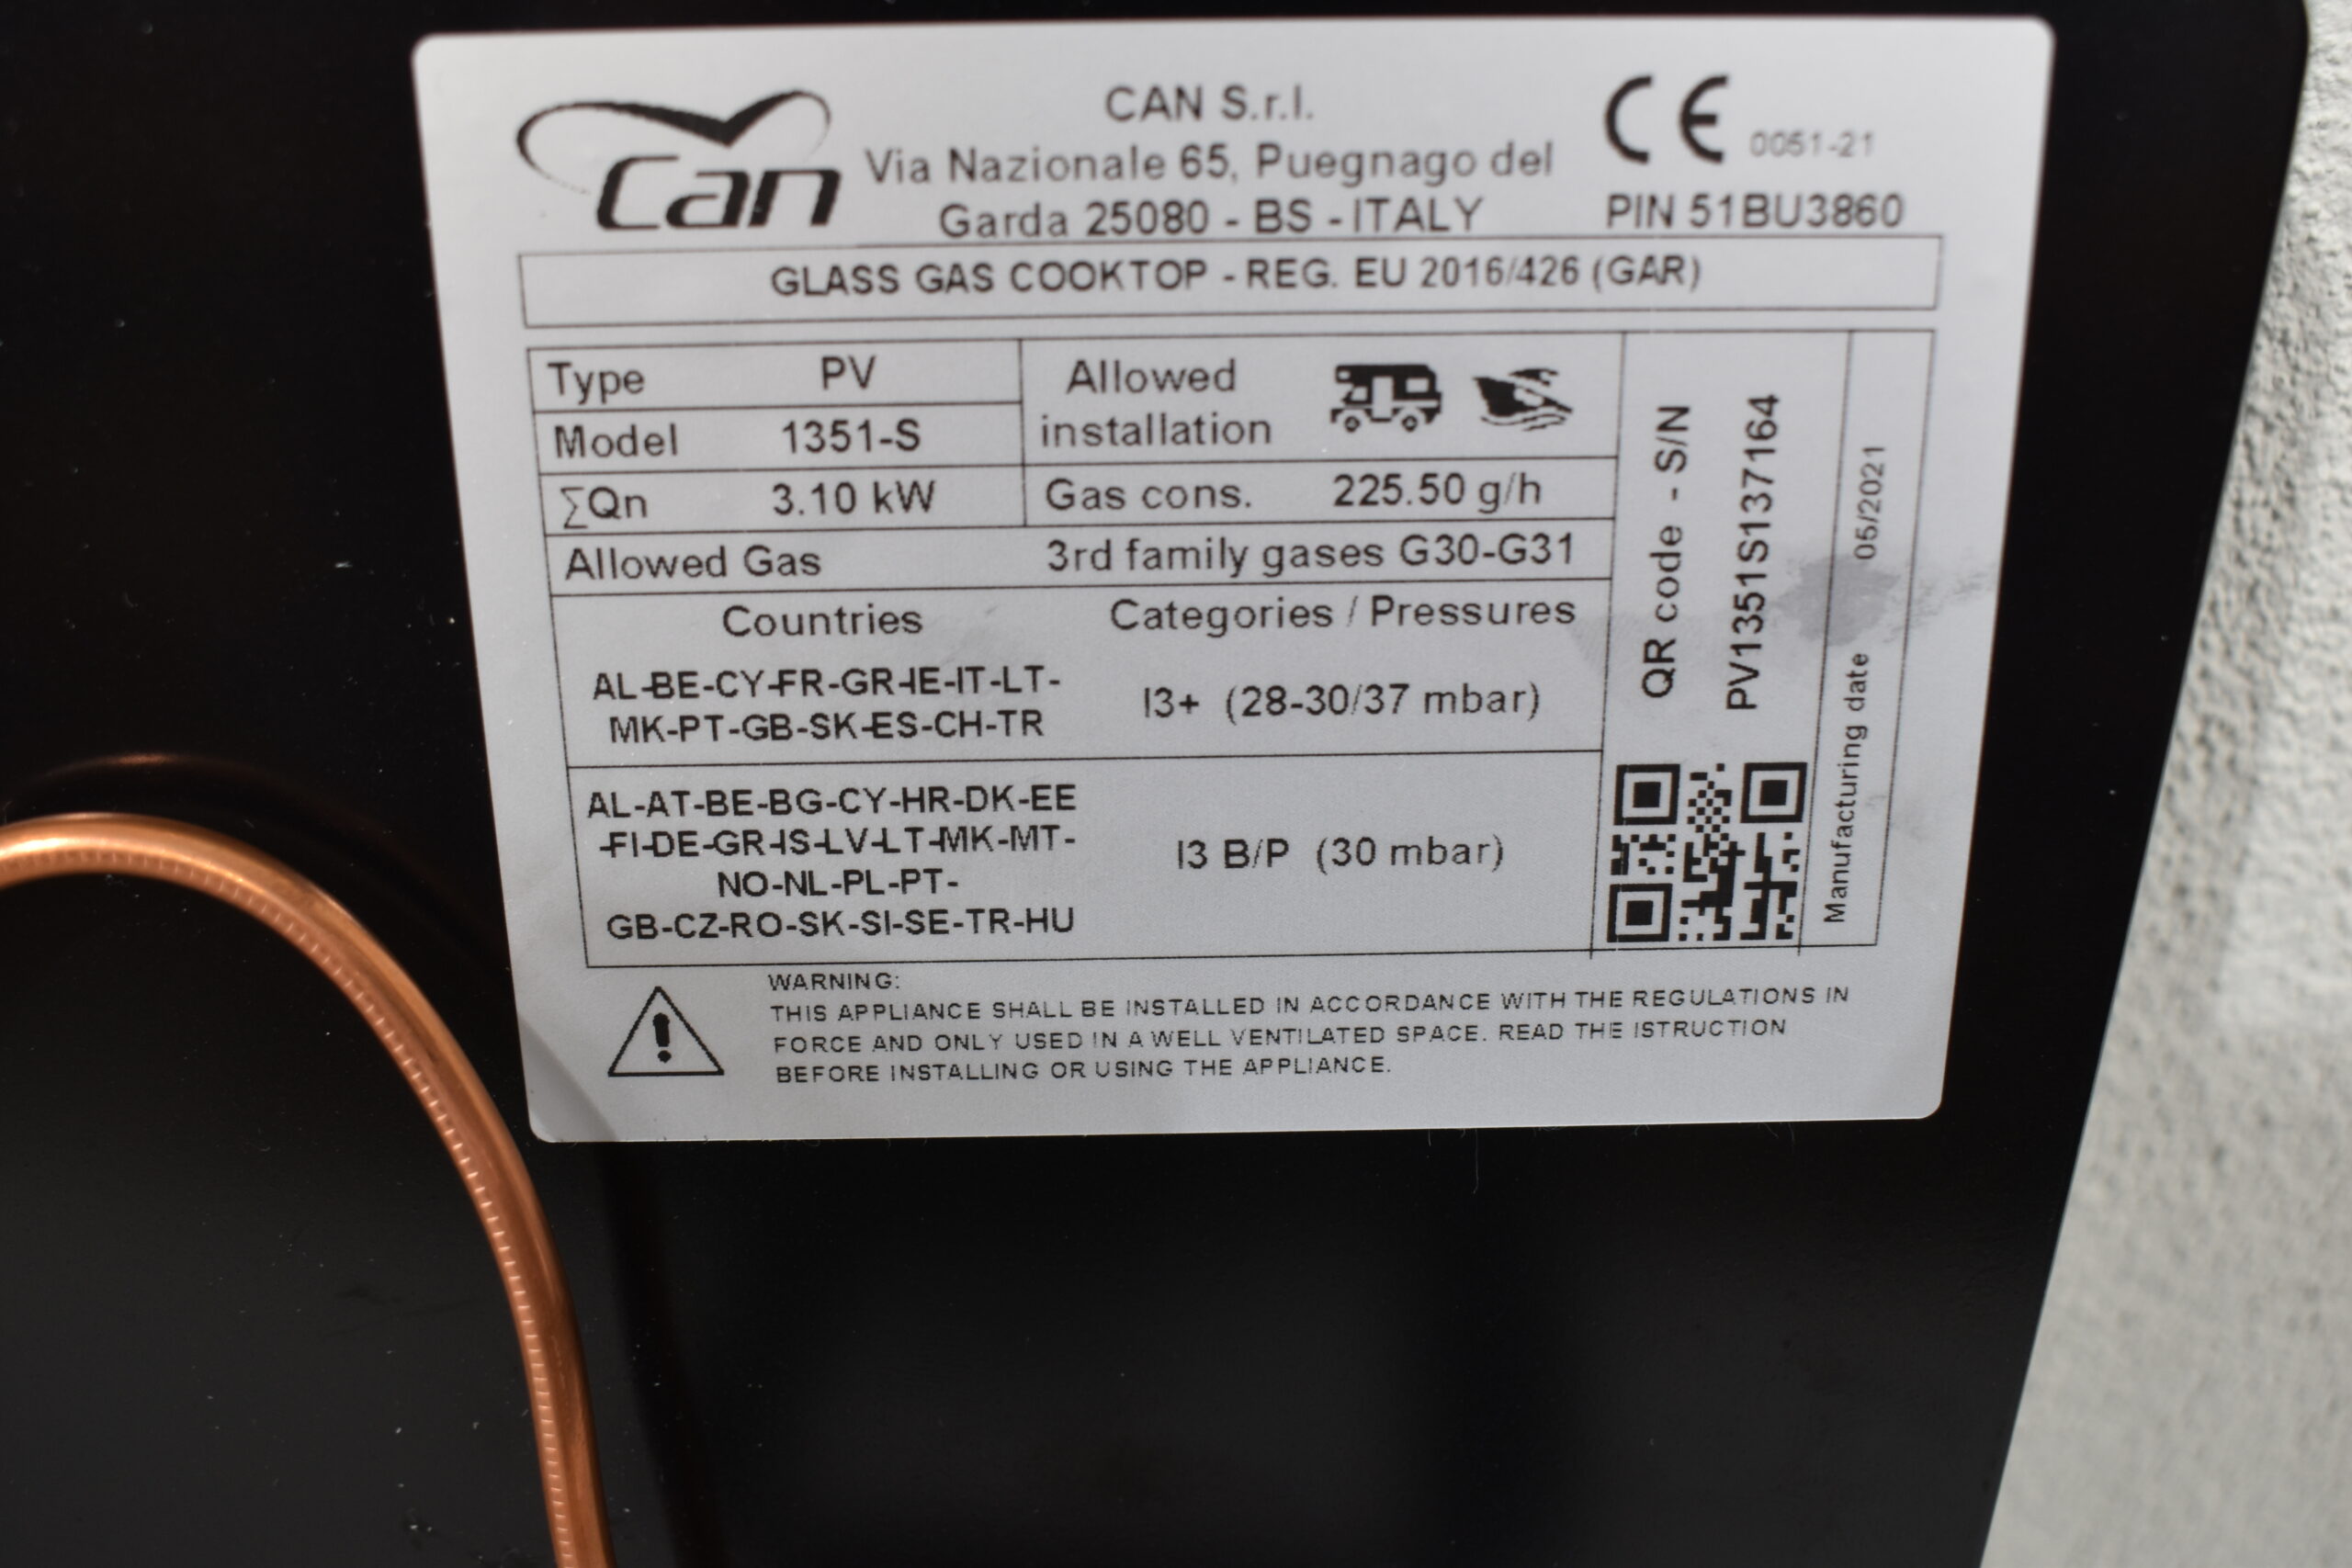 Can
CAN S.r.l.
Via Nazionale 65, Puegnago del
Garda 25080 - BS - ITALY
CE 0051-21
PIN 51BU3860
GLASS GAS COOKTOP - REG. EU 2016/426 (GAR)
Type PV
Model 1351-S
∑Qn 3.10 kW
Allowed
installation
Gas cons. 225.50 g/h
Allowed Gas 3rd family gases G30-G31
Countries Categories / Pressures
AL-BE-CY-FR-GR-IE-IT-LT-
MK-PT-GB-SK-ES-CH-TR
I3+ (28-30/37 mbar)
AL-AT-BE-BG-CY-HR-DK-EE
-FI-DE-GR-IS-LV-LT-MK-MT-
NO-NL-PL-PT-
GB-CZ-RO-SK-SI-SE-TR-HU
I3 B/P (30 mbar)
QR code - S/N
PV1351S137164
Manufacturing date 05/2021
WARNING:
THIS APPLIANCE SHALL BE INSTALLED IN ACCORDANCE WITH THE REGULATIONS IN
FORCE AND ONLY USED IN A WELL VENTILATED SPACE. READ THE ISTRUCTION
BEFORE INSTALLING OR USING THE APPLIANCE.